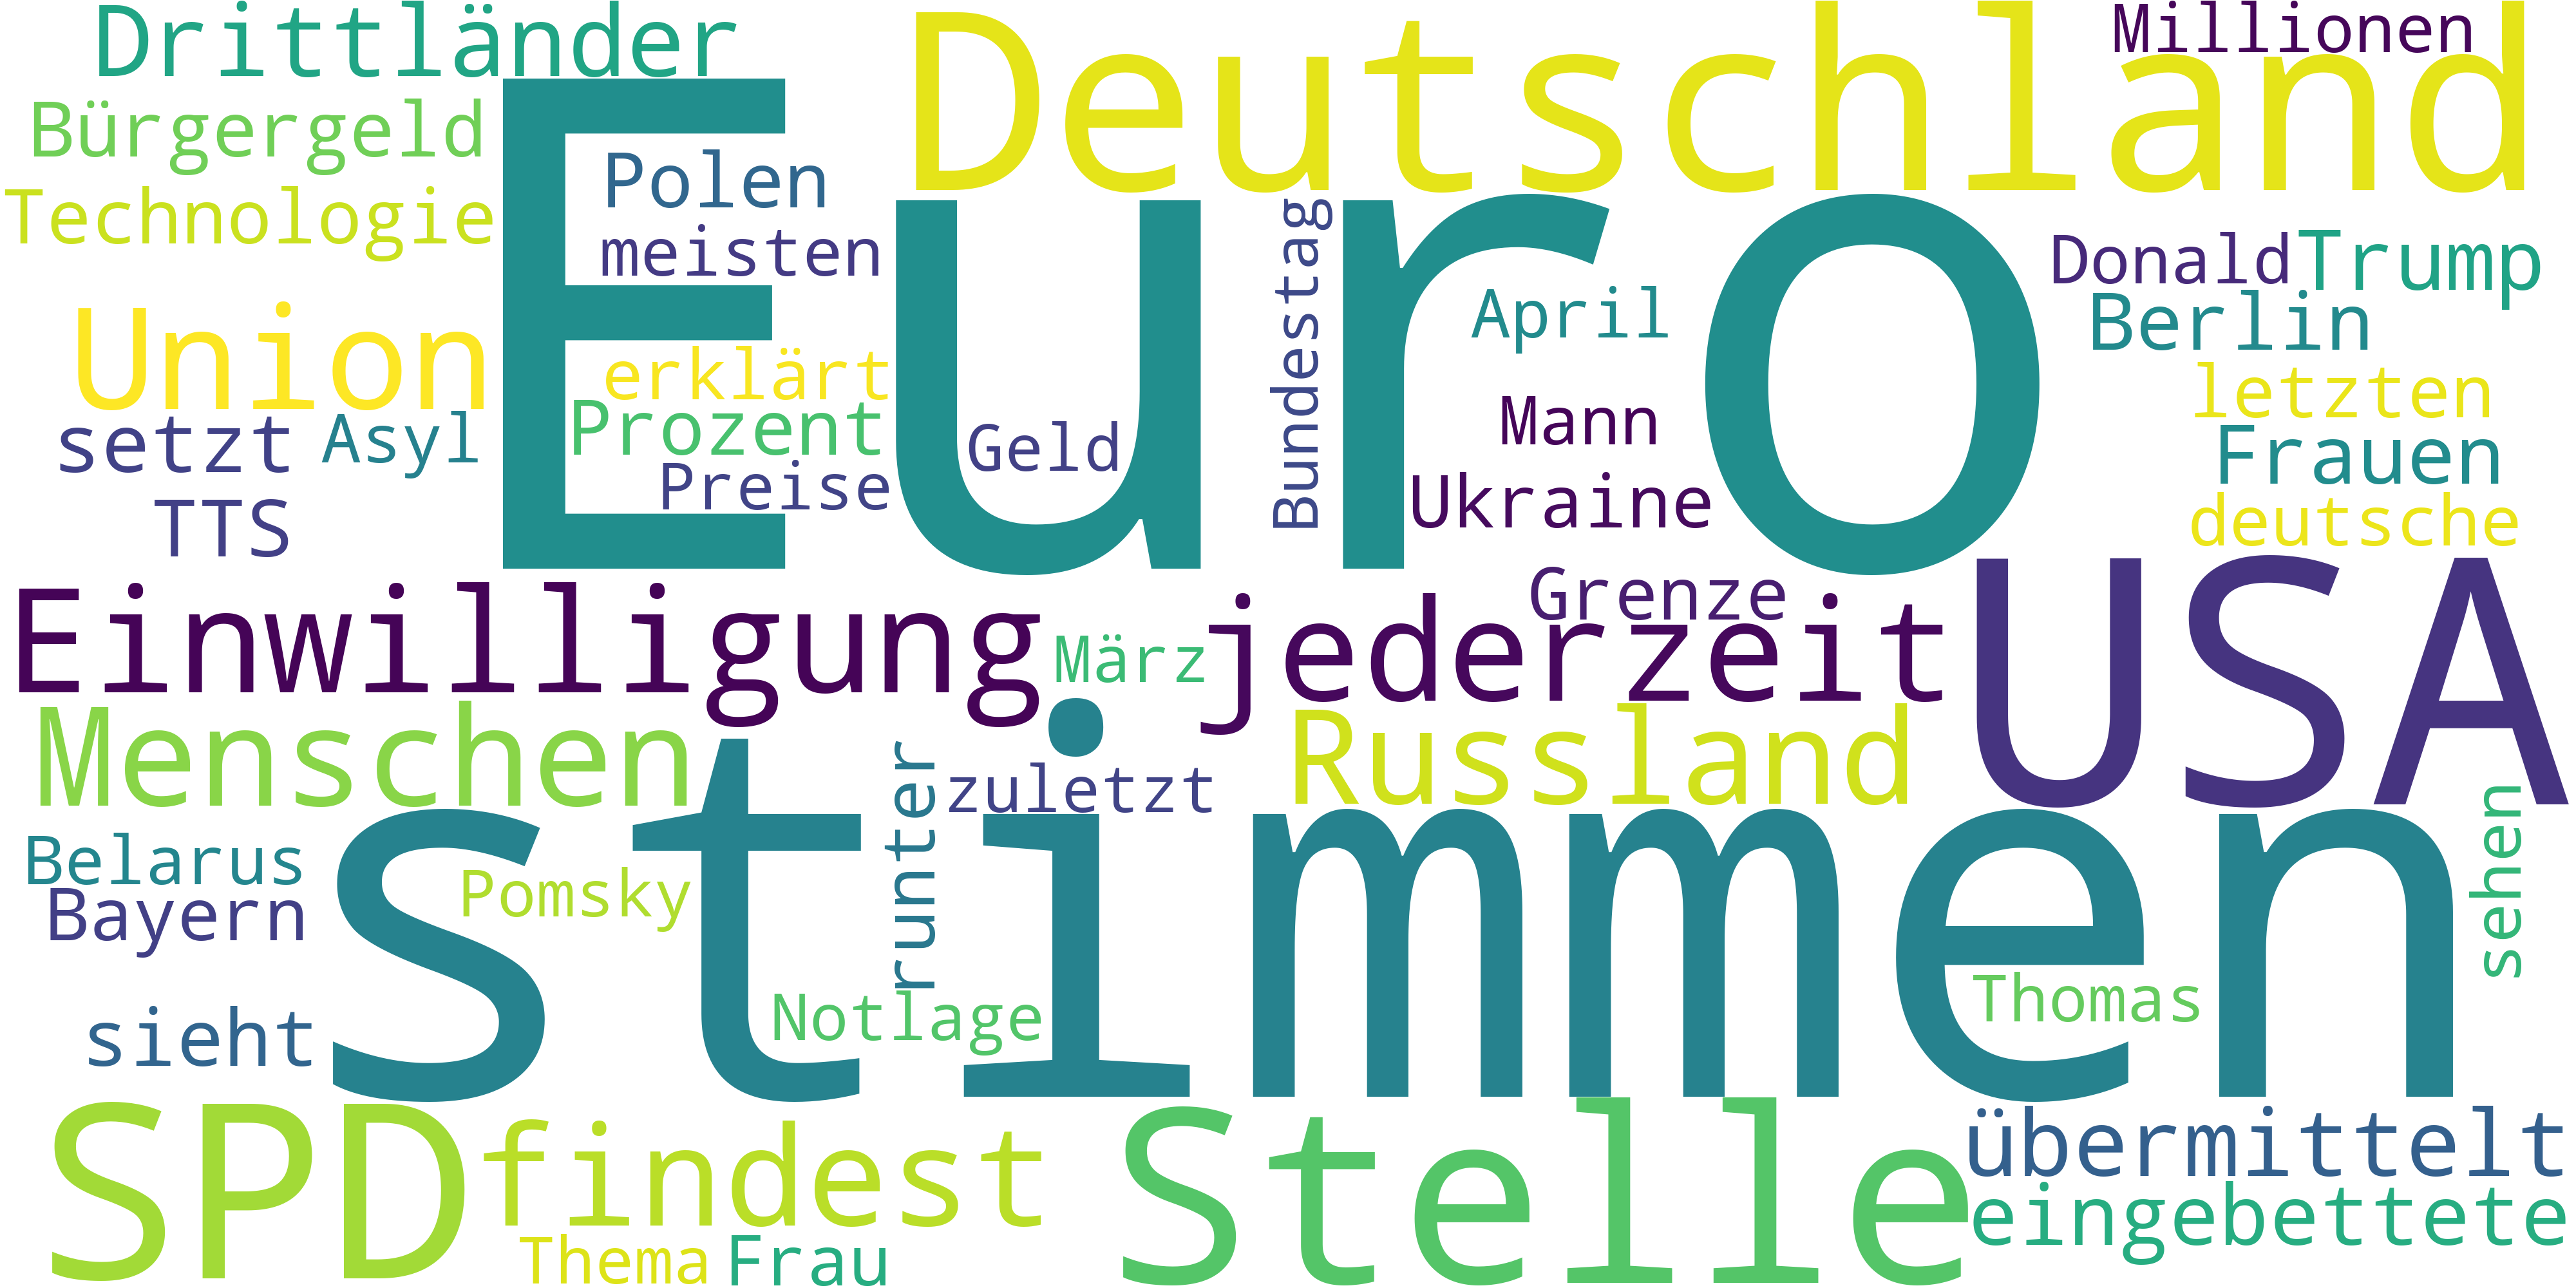 Drittländer
Deutschland
Millionen
Bürgergeld
Euro
Polen
Technologie
meisten
Bundestag
Donald
Trump
April
Berlin
Union
erklärt
letzten
Prozent
Mann
setzt
Asyl
Geld
Frauen
Preise
Ukraine
TTS
deutsche
USA
Grenze
Einwilligung
jederzeit
März
Menschen
Russland
stimmen
runter
zuletzt
sehen
Belarus
Pomsky
Bayern
Notlage
Thomas
sieht
SPD
findest
Stelle
übermittelt
eingebettete
Thema
Frau